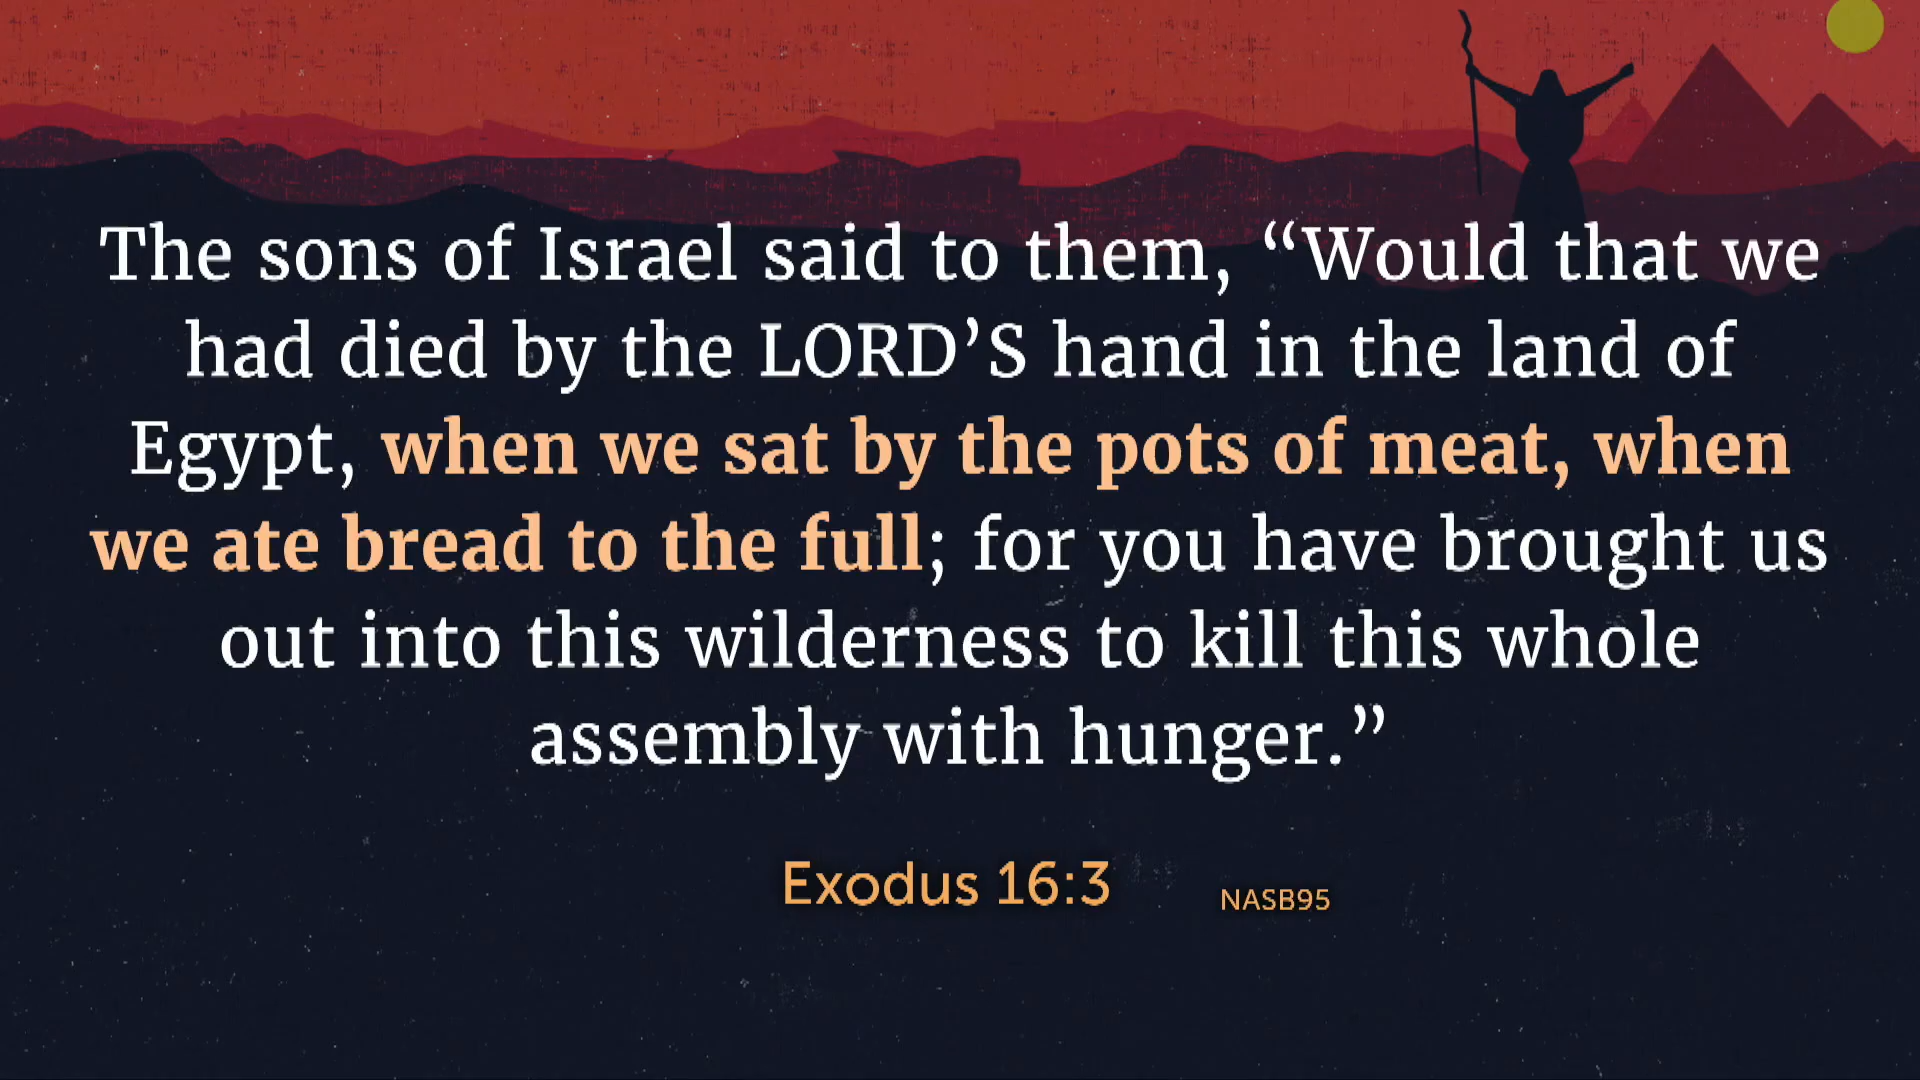 The sons of Israel said to them, “Would that we
had died by the LORD’S hand in the land of
Egypt, when we sat by the pots of meat, when
we ate bread to the full; for you have brought us
out into this wilderness to kill this whole
assembly with hunger.”
Exodus 16:3 NASB95